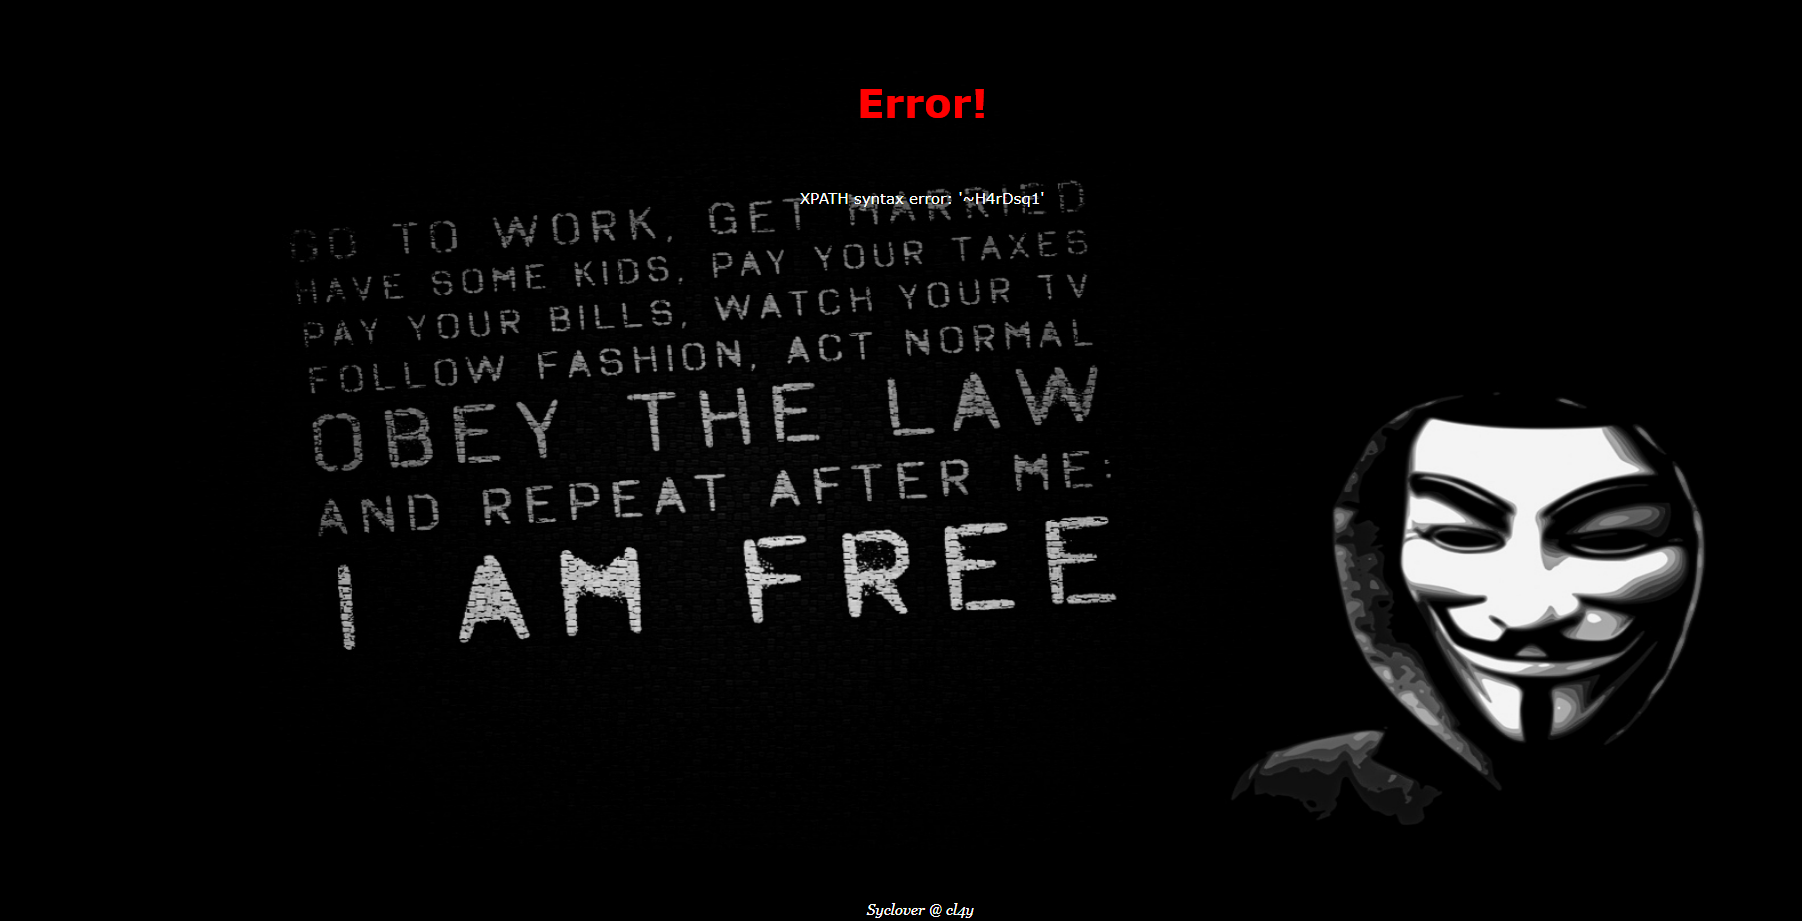 Error!
XPATH syntax error: '~H4rDsq1'
GO TO WORK, GET MARRIED
HAVE SOME KIDS, PAY YOUR TAXES
PAY YOUR BILLS, WATCH YOUR TV
FOLLOW FASHION, ACT NORMAL
OBEY THE LAW
AND REPEAT AFTER ME:
I AM FREE
Syclover @ cl4y